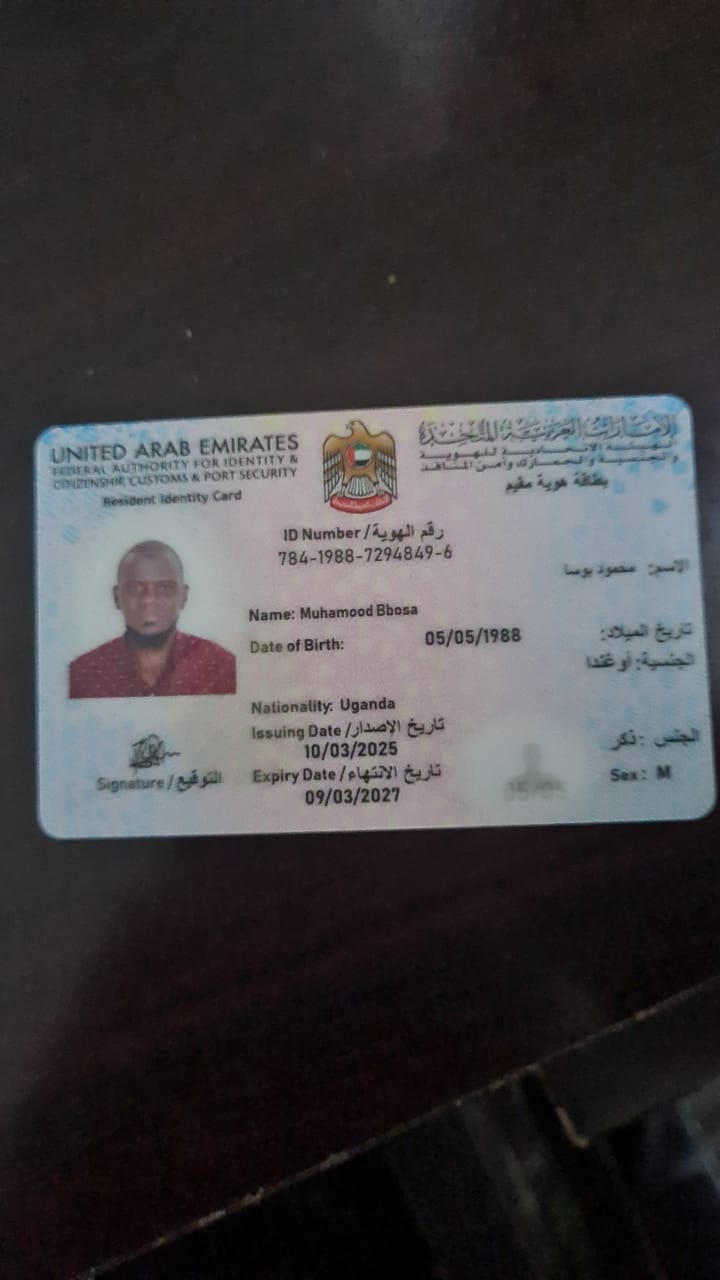 UNITED ARAB EMIRATES
FEDERAL AUTHORITY FOR IDENTITY &
CITIZENSHIP, CUSTOMS & PORT SECURITY
Resident Identity Card
الإمارات العربية المتحدة
الهيئة الاتحادية للهوية
والجنسية والجمارك وأمن المنافذ
بطاقة هوية مقيم
ID Number / رقم الهوية
784-1988-7294849-6
الاسم: محمود بوسا
Name: Muhamood Bbosa
Date of Birth: 05/05/1988 تاريخ الميلاد:
الجنسية: أوغندا
Nationality: Uganda
Issuing Date / تاريخ الإصدار
10/03/2025
الجنس: ذكر
Expiry Date / تاريخ الانتهاء
09/03/2027
Sex: M
Signature / التوقيع